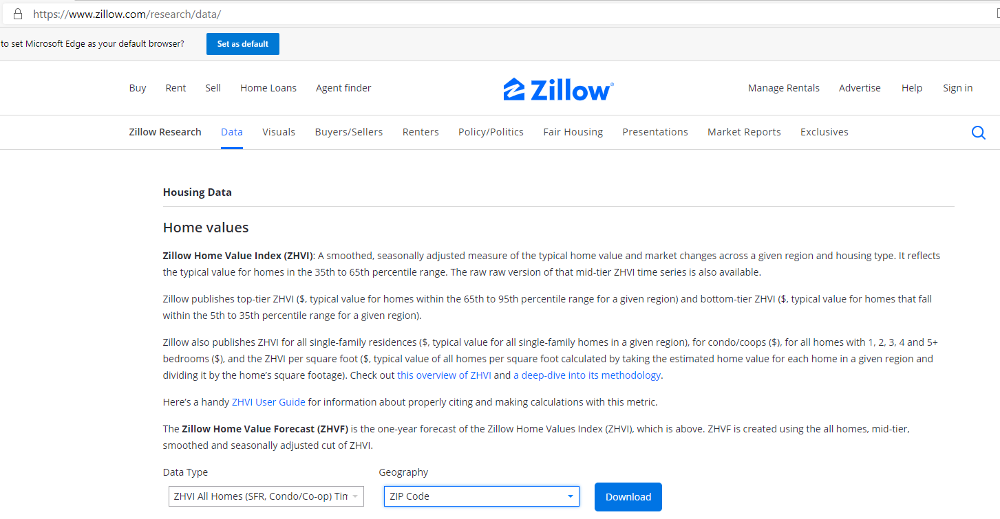 https://www.zillow.com/research/data/
to set Microsoft Edge as your default browser?
Set as default
Buy Rent Sell Home Loans Agent finder
Zillow®
Manage Rentals Advertise Help Sign in
Zillow Research Data Visuals Buyers/Sellers Renters Policy/Politics Fair Housing Presentations Market Reports Exclusives
Housing Data
Home values
Zillow Home Value Index (ZHVI): A smoothed, seasonally adjusted measure of the typical home value and market changes across a given region and housing type. It reflects
the typical value for homes in the 35th to 65th percentile range. The raw raw version of that mid-tier ZHVI time series is also available.
Zillow publishes top-tier ZHVI ($, typical value for homes within the 65th to 95th percentile range for a given region) and bottom-tier ZHVI ($, typical value for homes that fall
within the 5th to 35th percentile range for a given region).
Zillow also publishes ZHVI for all single-family residences ($, typical value for all single-family homes in a given region), for condo/coops ($), for all homes with 1, 2, 3, 4 and 5+
bedrooms ($), and the ZHVI per square foot ($, typical value of all homes per square foot calculated by taking the estimated home value for each home in a given region and
dividing it by the home’s square footage). Check out this overview of ZHVI and a deep-dive into its methodology.
Here’s a handy ZHVI User Guide for information about properly citing and making calculations with this metric.
The Zillow Home Value Forecast (ZHVF) is the one-year forecast of the Zillow Home Values Index (ZHVI), which is above. ZHVF is created using the all homes, mid-tier,
smoothed and seasonally adjusted cut of ZHVI.
Data Type Geography
ZHVI All Homes (SFR, Condo/Co-op) Tim ZIP Code Download